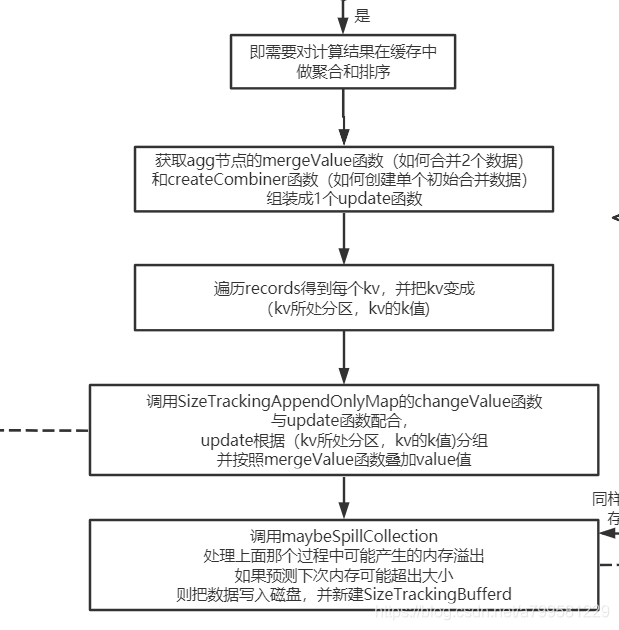 是
即需要对计算结果在缓存中
做聚合和排序
获取agg节点的mergeValue函数（如何合并2个数据）
和createCombiner函数（如何创建单个初始合并数据）
组装成1个update函数
遍历records得到每个kv，并把kv变成
（kv所处分区，kv的k值)
调用SizeTrackingAppendOnlyMap的changeValue函数
与update函数配合，
update根据（kv所处分区，kv的k值)分组
并按照mergeValue函数叠加value值
同样
存
调用maybeSpillCollection
处理上面那个过程中可能产生的内存溢出
如果预测下次内存可能超出大小
则把数据写入磁盘，并新建SizeTrackingBufferd